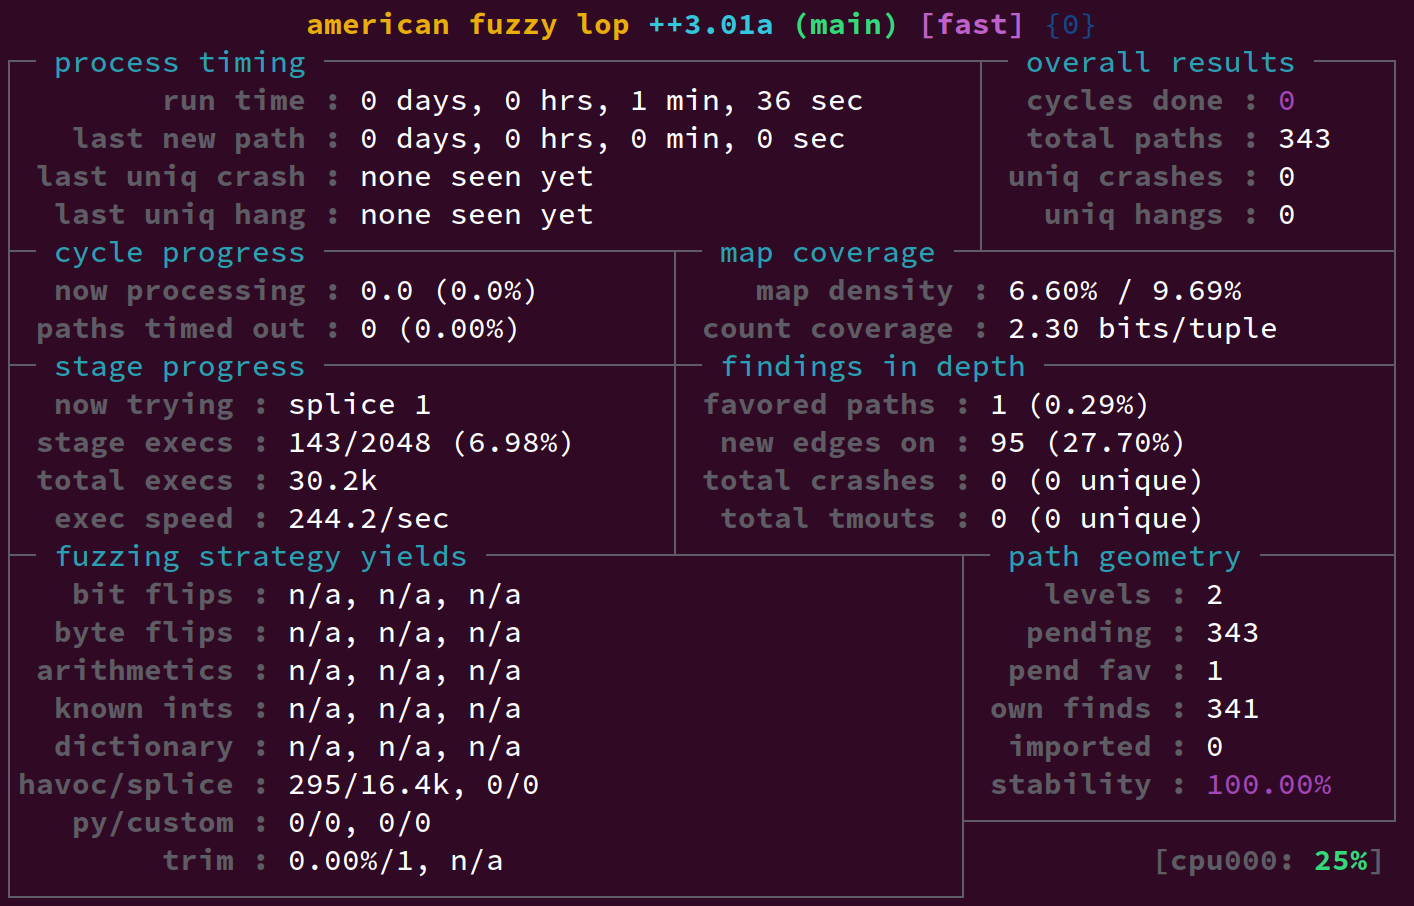 american fuzzy lop ++3.01a (main) [fast] {0}
process timing overall results
run time : 0 days, 0 hrs, 1 min, 36 sec cycles done : 0
last new path : 0 days, 0 hrs, 0 min, 0 sec total paths : 343
last uniq crash : none seen yet uniq crashes : 0
last uniq hang : none seen yet uniq hangs : 0
cycle progress map coverage
now processing : 0.0 (0.0%) map density : 6.60% / 9.69%
paths timed out : 0 (0.00%) count coverage : 2.30 bits/tuple
stage progress findings in depth
now trying : splice 1 favored paths : 1 (0.29%)
stage execs : 143/2048 (6.98%) new edges on : 95 (27.70%)
total execs : 30.2k total crashes : 0 (0 unique)
exec speed : 244.2/sec total tmouts : 0 (0 unique)
fuzzing strategy yields path geometry
bit flips : n/a, n/a, n/a levels : 2
byte flips : n/a, n/a, n/a pending : 343
arithmetics : n/a, n/a, n/a pend fav : 1
known ints : n/a, n/a, n/a own finds : 341
dictionary : n/a, n/a, n/a imported : 0
havoc/splice : 295/16.4k, 0/0 stability : 100.00%
py/custom : 0/0, 0/0
trim : 0.00%/1, n/a [cpu000: 25%]